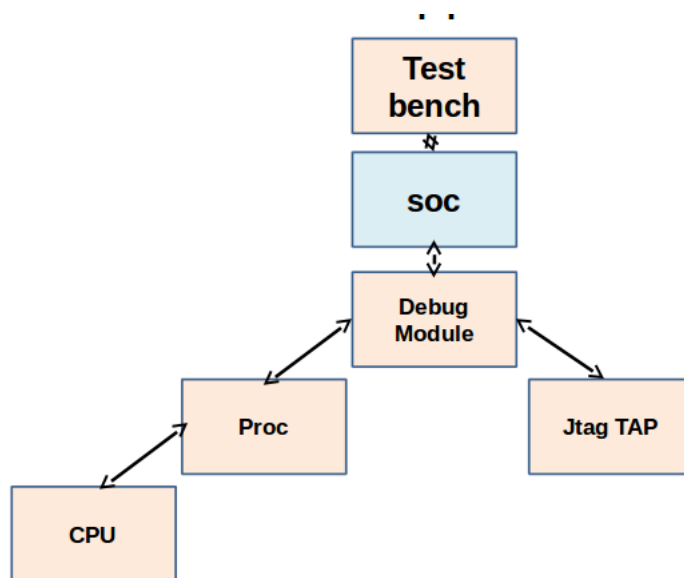 Test
bench
soc
Debug
Module
Proc
Jtag TAP
CPU